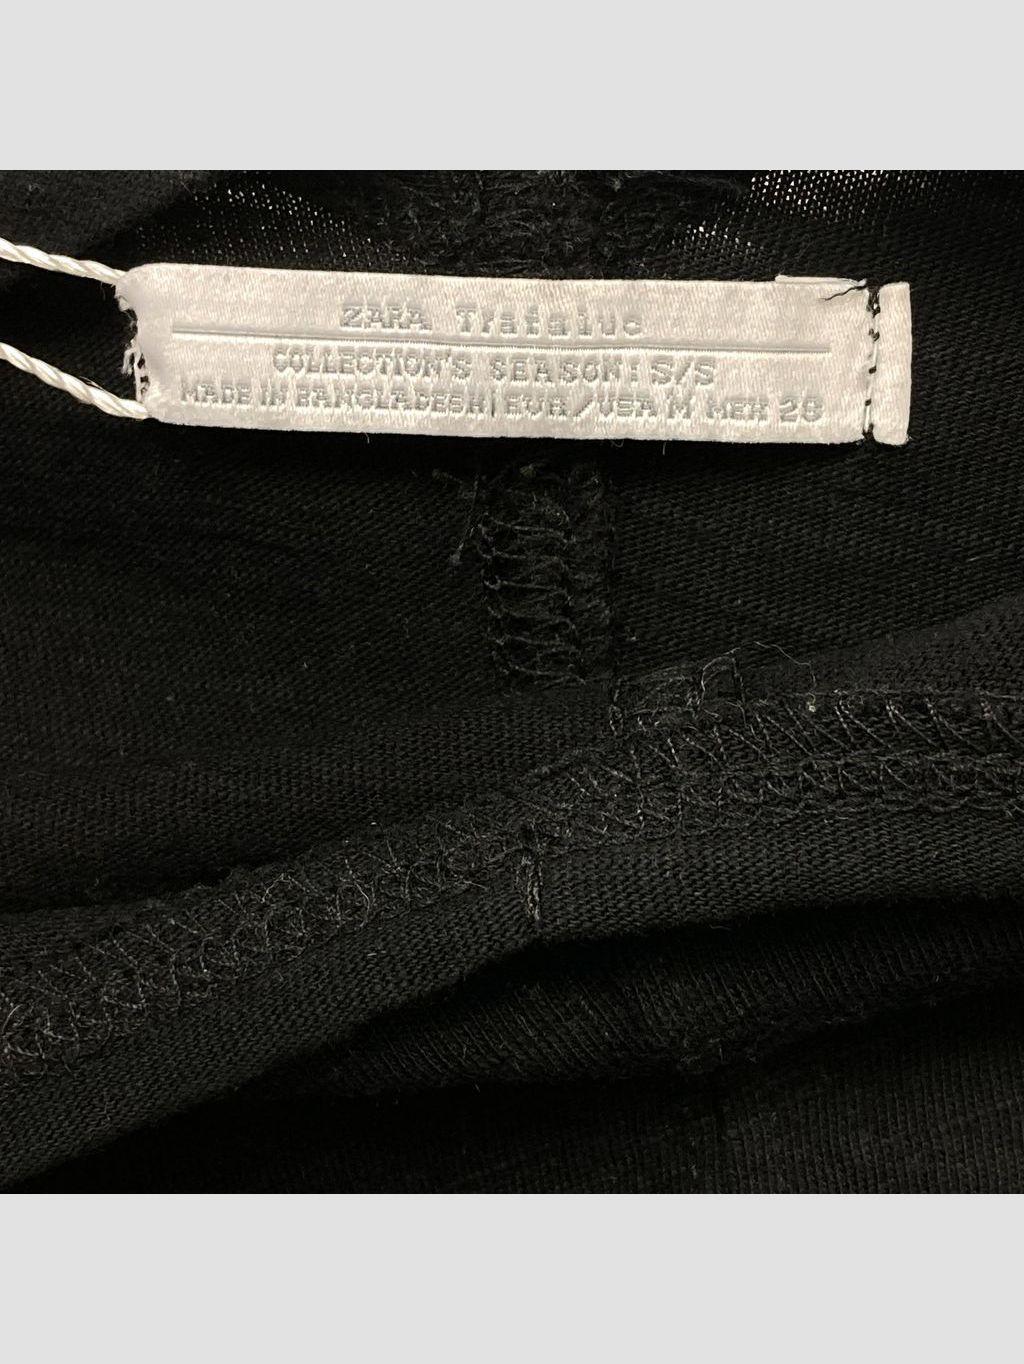 ZARA Trafaluc
COLLECTION'S SEASON: S/S
MADE IN BANGLADESH EUR /USA M MEX 28